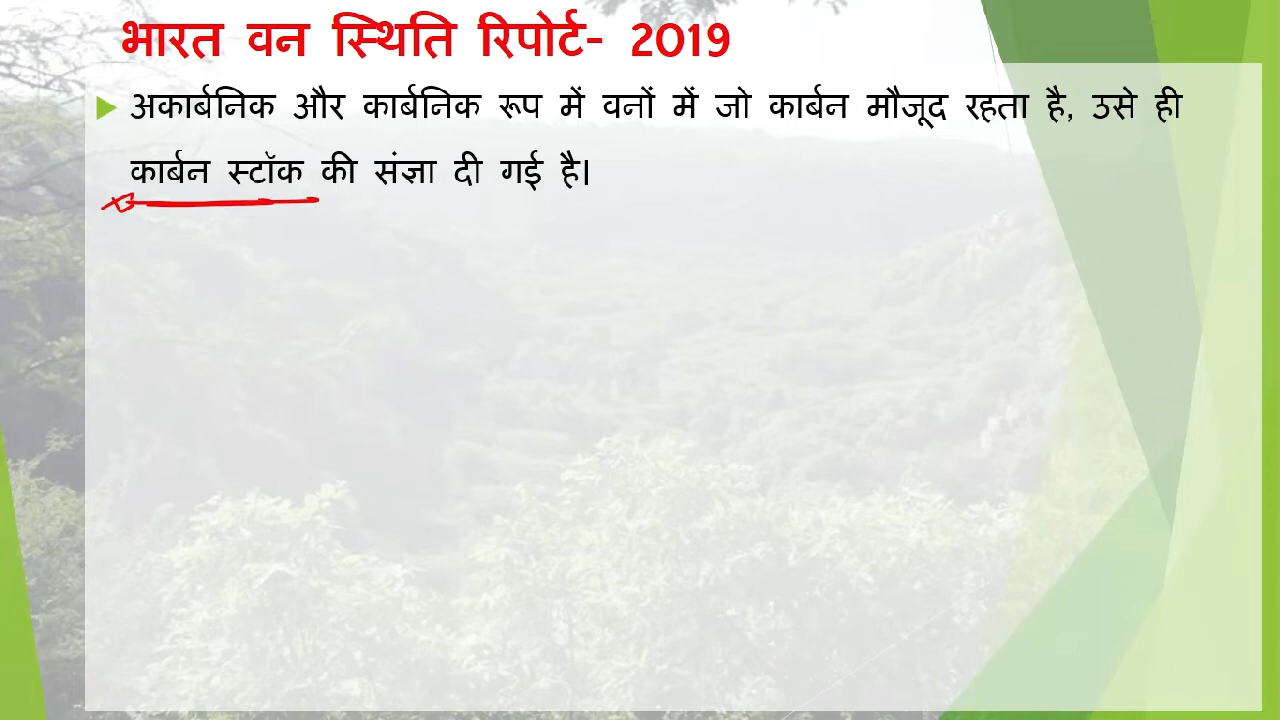 भारत वन स्थिति रिपोर्ट- 2019
अकार्बनिक और कार्बनिक रूप में वनों में जो कार्बन मौजूद रहता है, उसे ही
कार्बन स्टॉक की संज्ञा दी गई है।